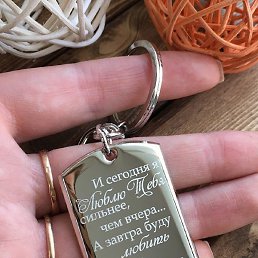 И сегодня я
Люблю Тебя
сильнее,
чем вчера...
А завтра буду
любить